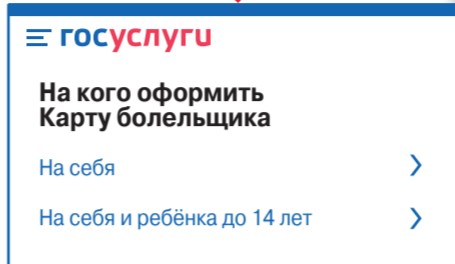 госуслуги
На кого оформить
Карту болельщика
На себя
На себя и ребёнка до 14 лет